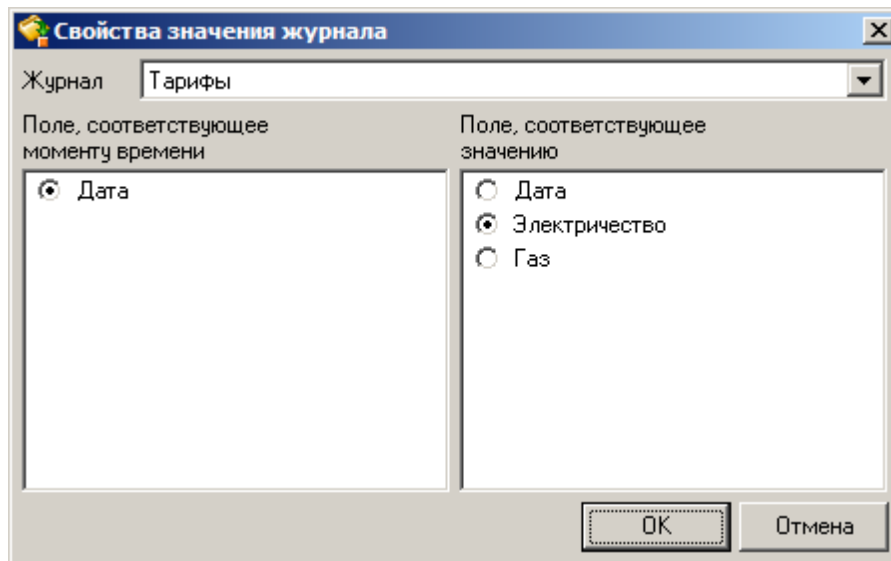 Свойства значения журнала
Журнал Тарифы
Поле, соответствующее
моменту времени
Дата
Поле, соответствующее
значению
Дата
Электричество
Газ
OK Отмена